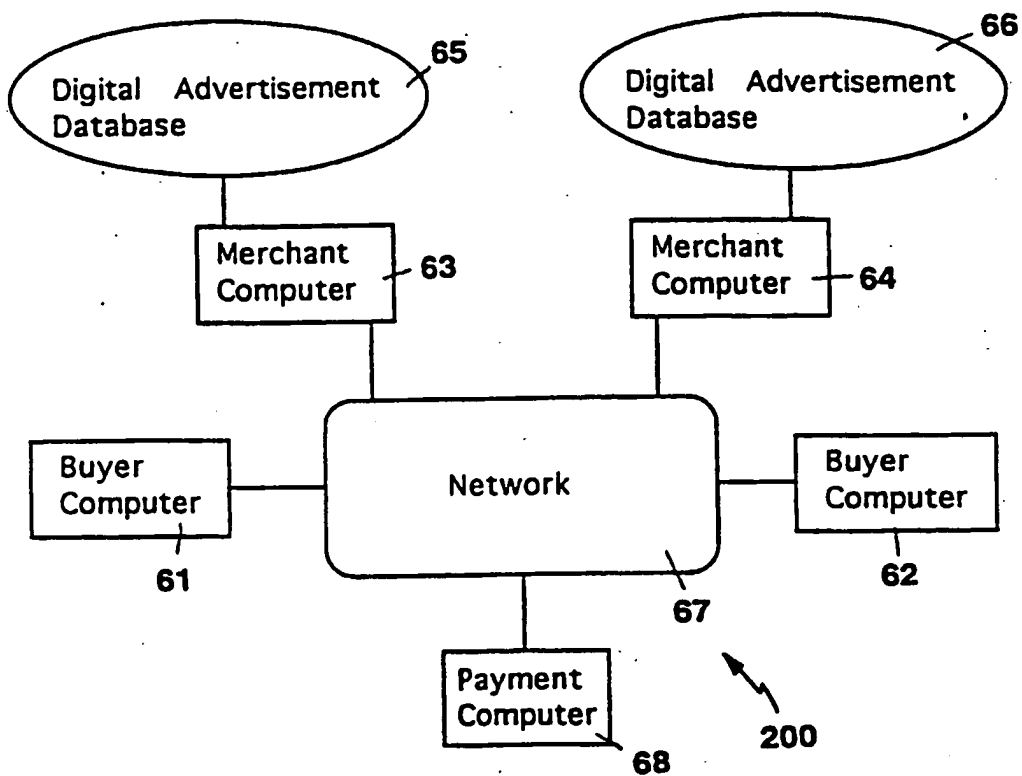 65
Digital Advertisement
Database
66
Digital Advertisement
Database
Merchant
Computer
63
Merchant
Computer
64
Buyer
Computer
61
Network
67
Buyer
Computer
62
Payment
Computer
68
200